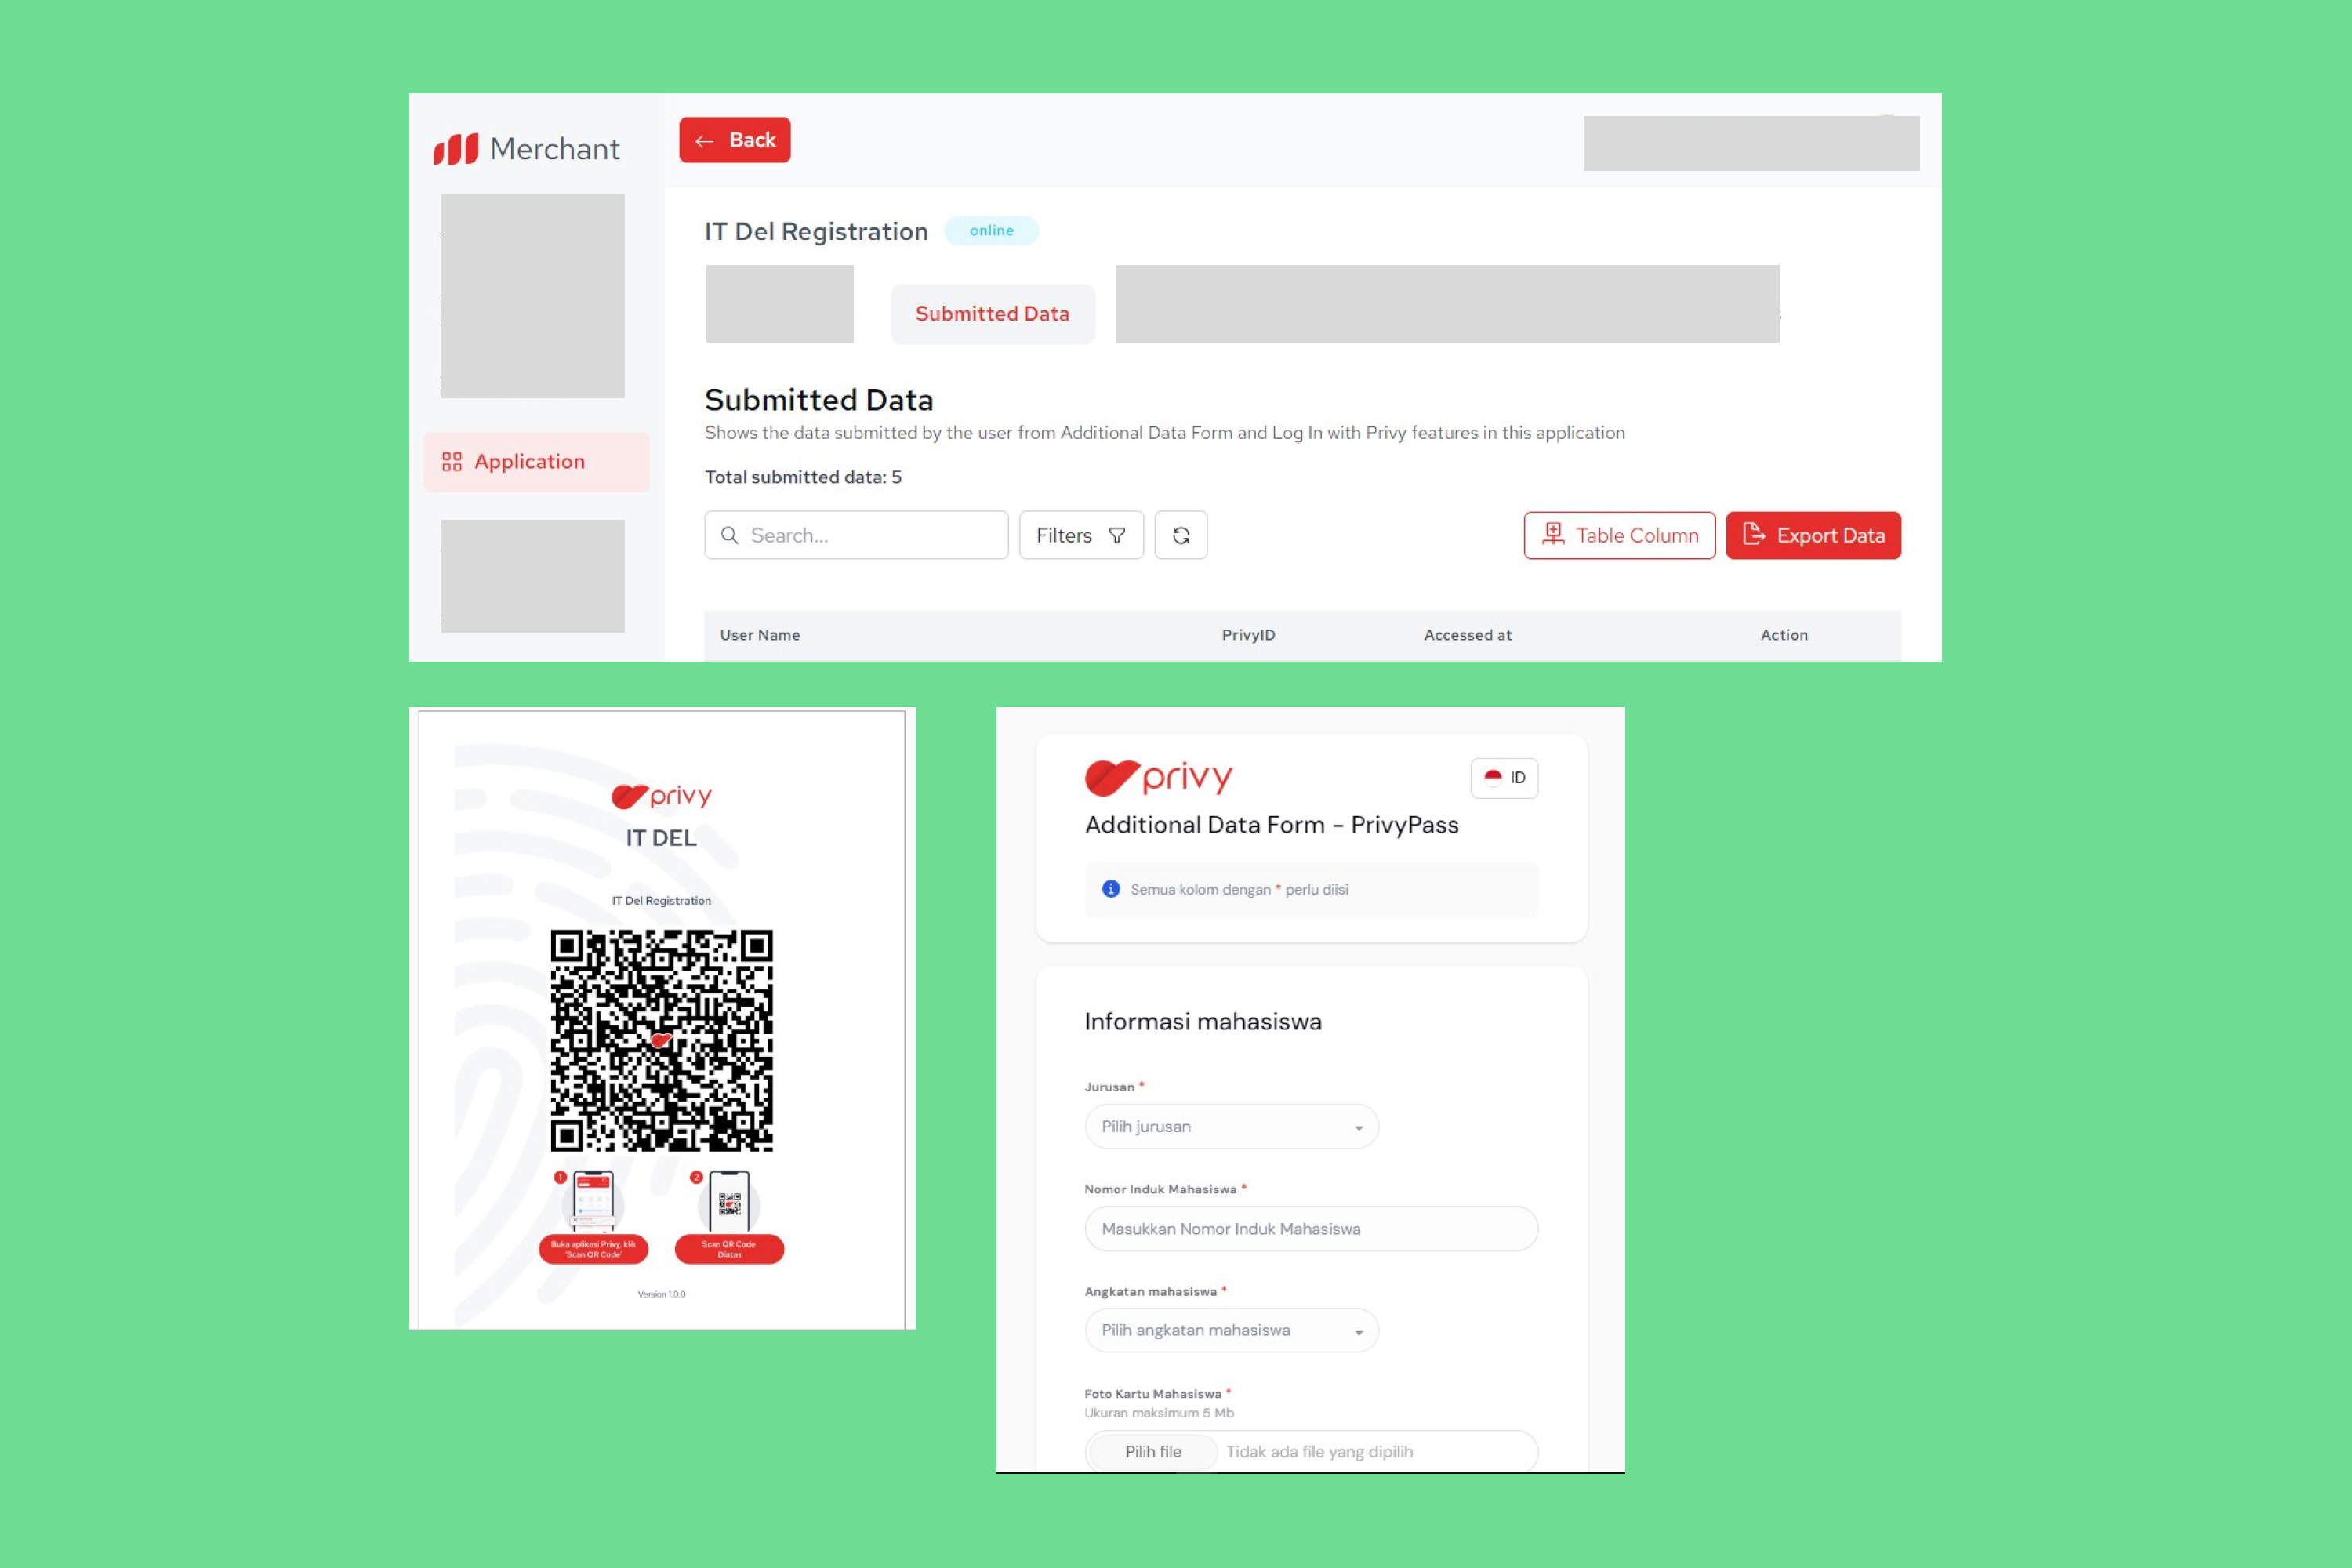 Merchant
Back
IT Del Registration
online
Submitted Data
Submitted Data
Shows the data submitted by the user from Additional Data Form and Log In with Privy features in this application
Application
Total submitted data: 5
Search...
Filters
Table Column
Export Data
User Name
PrivyID
Accessed at
Action
privy
IT DEL
IT Del Registration
1
2
Buka aplikasi Privy, klik
'Scan QR Code'
Scan QR Code
Diatas
Version 1.0.0
privy
ID
Additional Data Form - PrivyPass
Semua kolom dengan * perlu diisi
Informasi mahasiswa
Jurusan *
Pilih jurusan
Nomor Induk Mahasiswa *
Masukkan Nomor Induk Mahasiswa
Angkatan mahasiswa *
Pilih angkatan mahasiswa
Foto Kartu Mahasiswa *
Ukuran maksimum 5 Mb
Pilih file
Tidak ada file yang dipilih